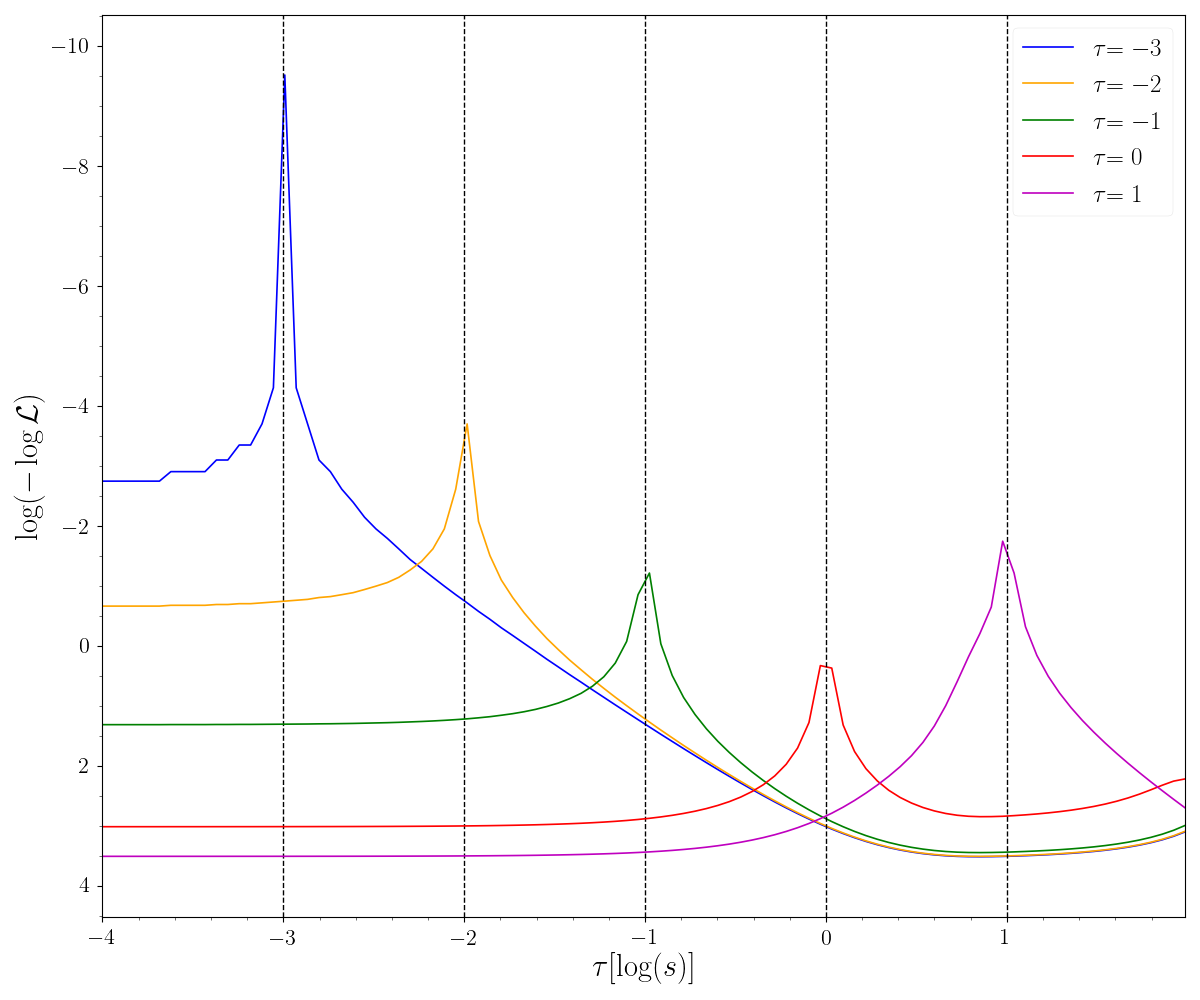 −10
−8
−6
−4
−2
0
2
4
log(− log 𝓛)
−4
−3
−2
−1
0
1
τ[log(s)]
τ = −3
τ = −2
τ = −1
τ = 0
τ = 1